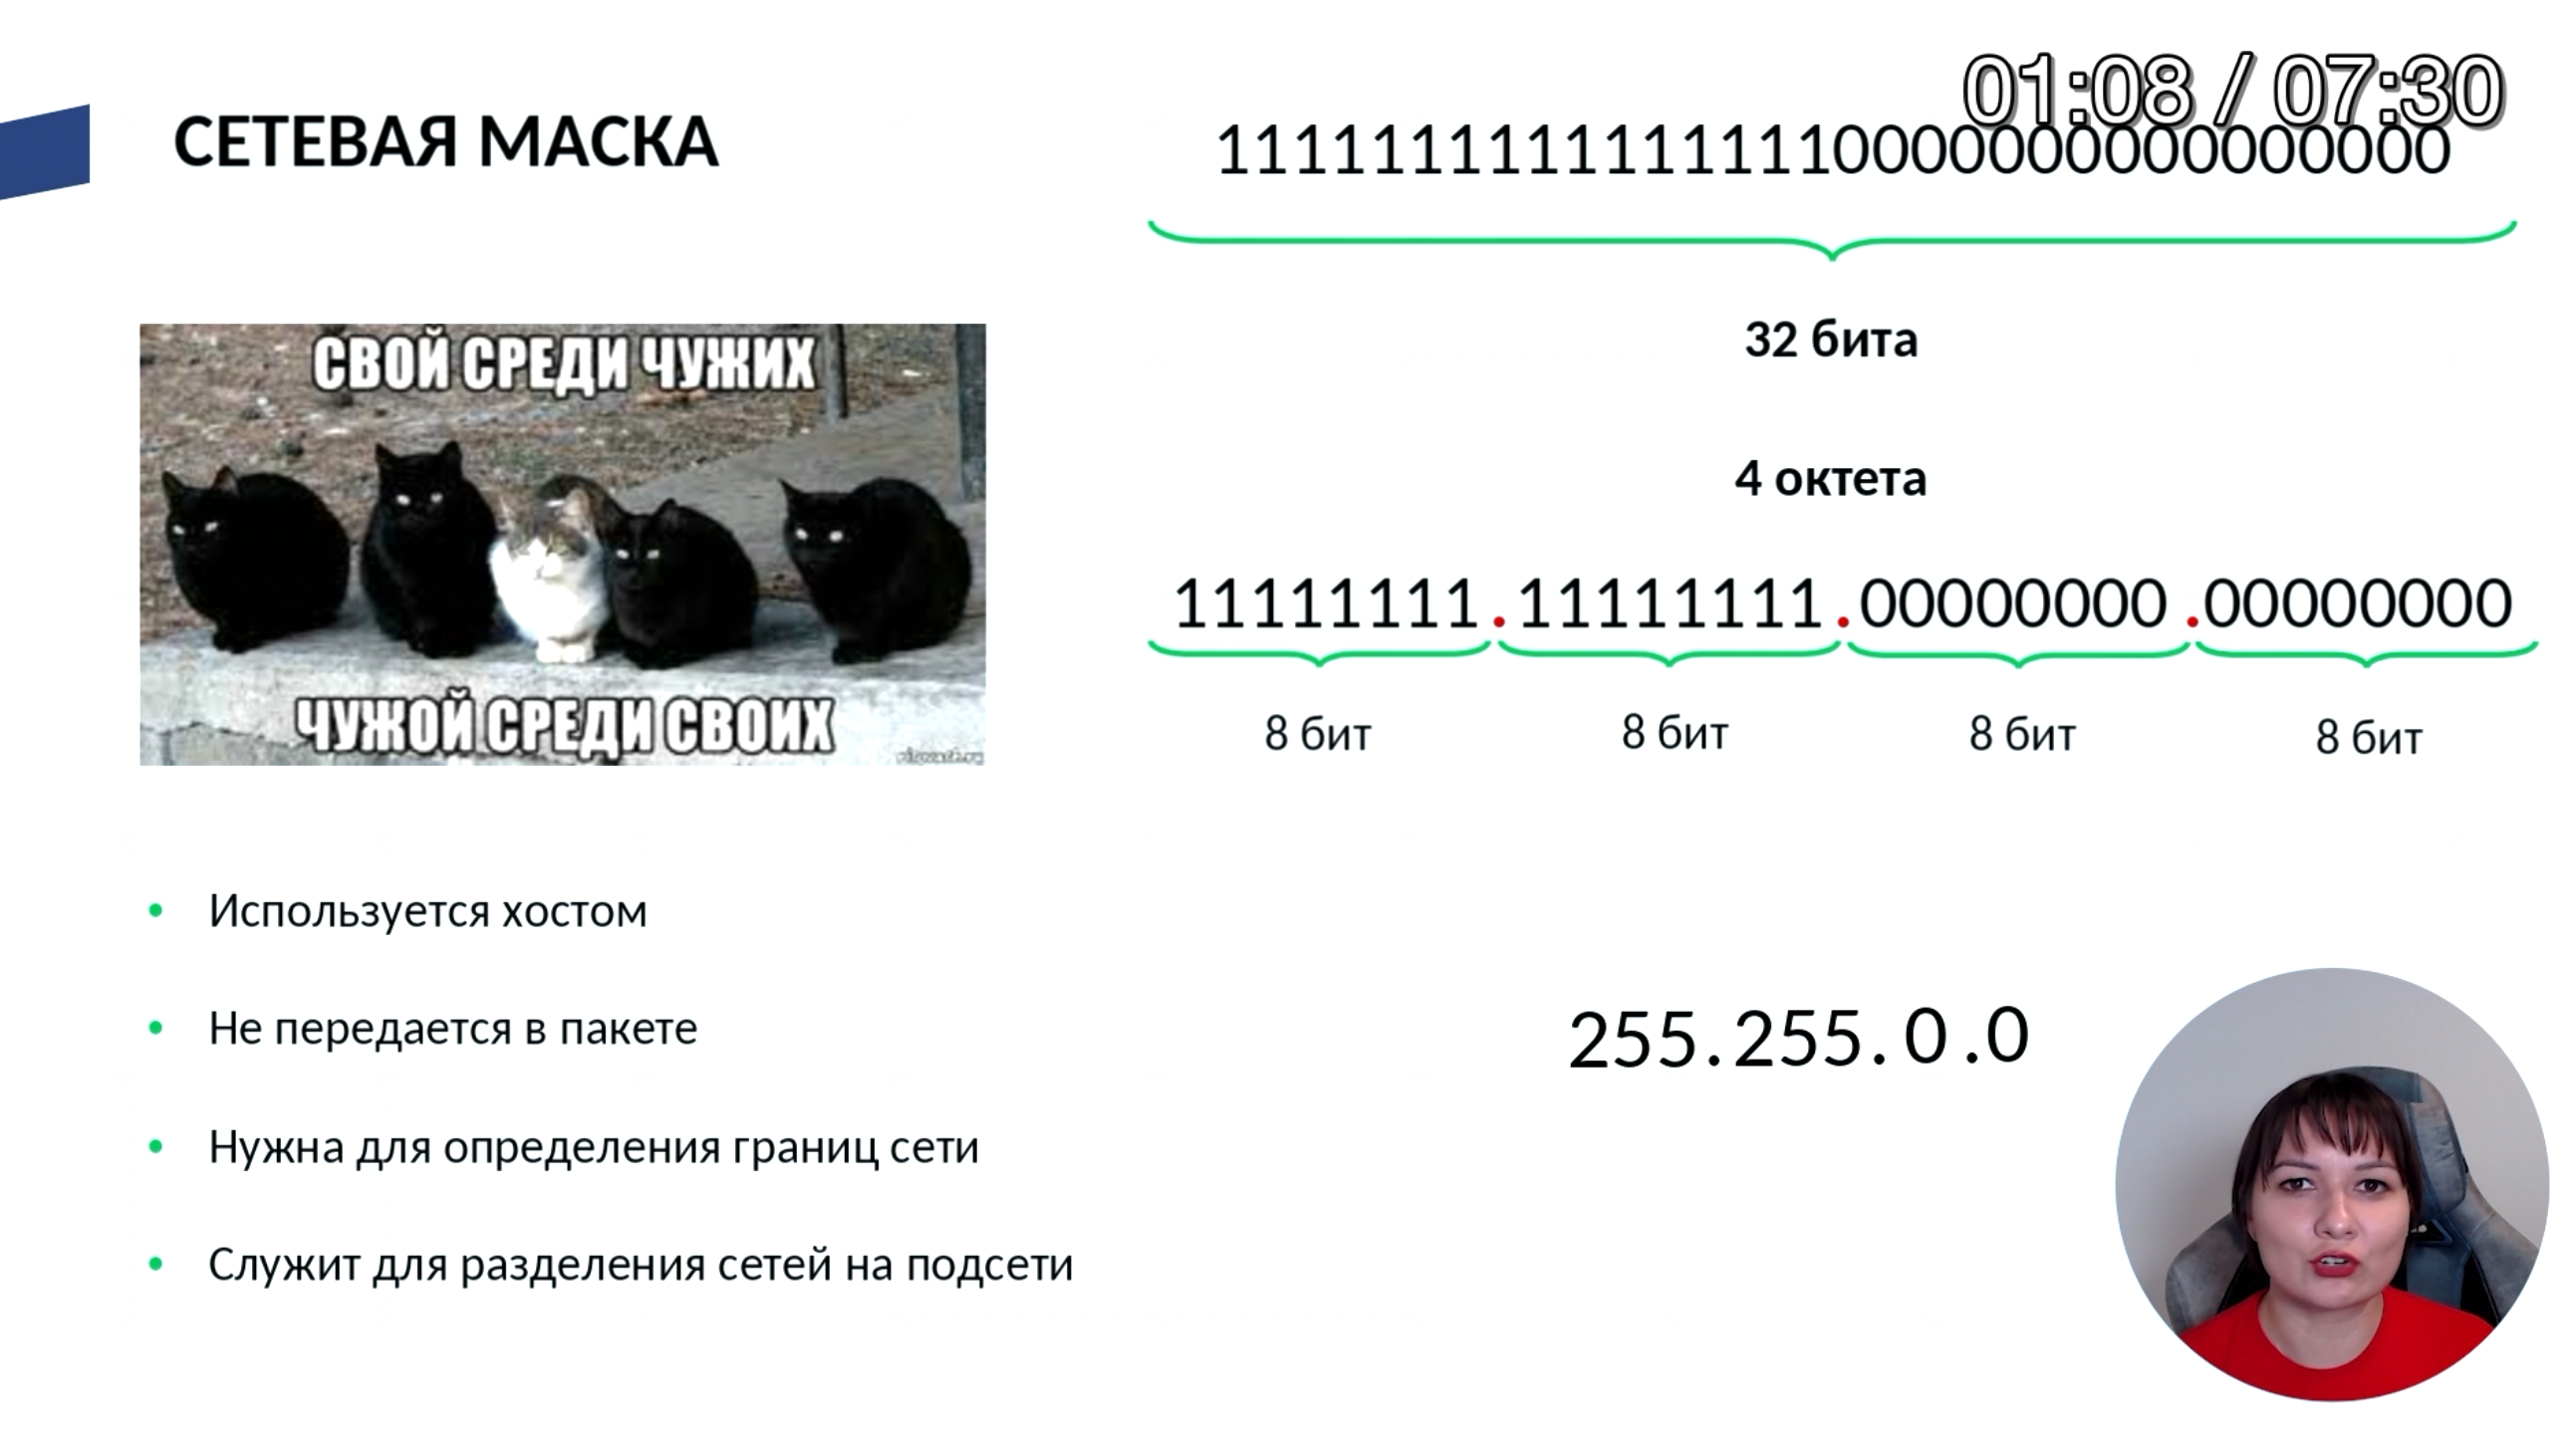 СЕТЕВАЯ МАСКА
01:08 / 07:30
11111111111111110000000000000000
32 бита
4 октета
11111111.11111111.00000000.00000000
8 бит 8 бит 8 бит 8 бит
СВОЙ СРЕДИ ЧУЖИХ
ЧУЖОЙ СРЕДИ СВОИХ
• Используется хостом
• Не передается в пакете
• Нужна для определения границ сети
• Служит для разделения сетей на подсети
255.255.0.0